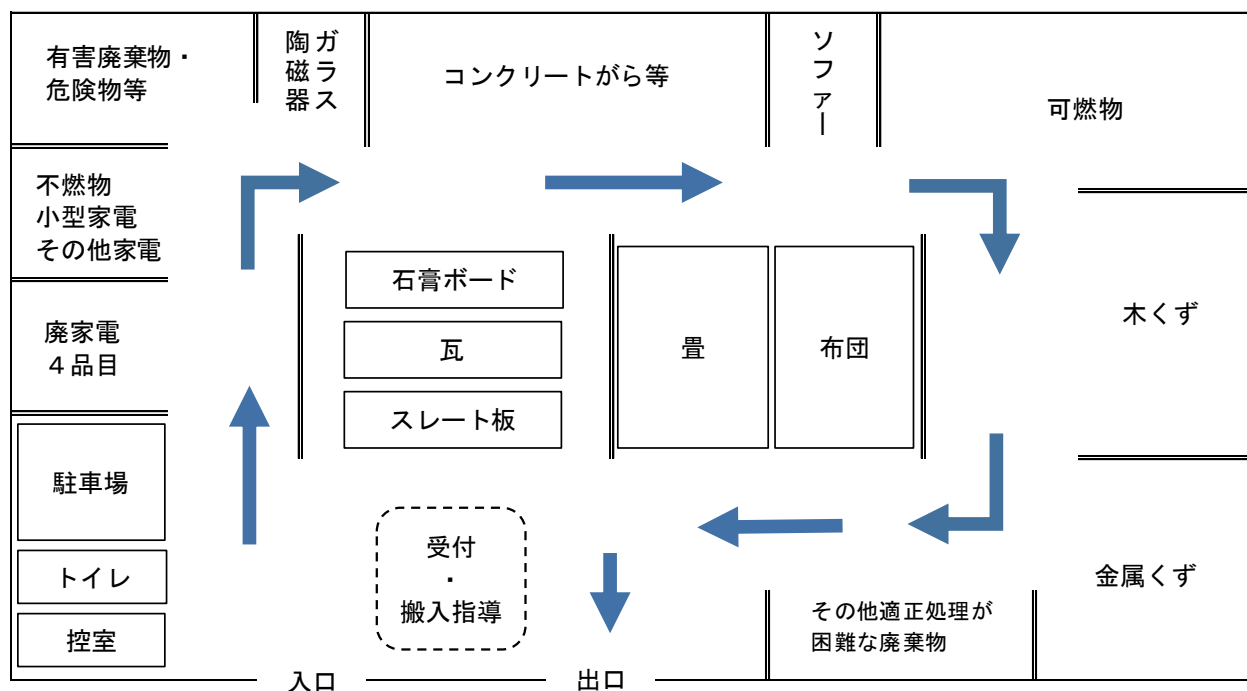 有害廃棄物・
危険物等
ガラス
陶磁器
コンクリートがら等
ソファー
可燃物
不燃物
小型家電
その他家電
石膏ボード
瓦
スレート板
畳
布団
木くず
廃家電
４品目
駐車場
トイレ
控室
受付
・
搬入指導
金属くず
その他適正処理が
困難な廃棄物
入口
出口